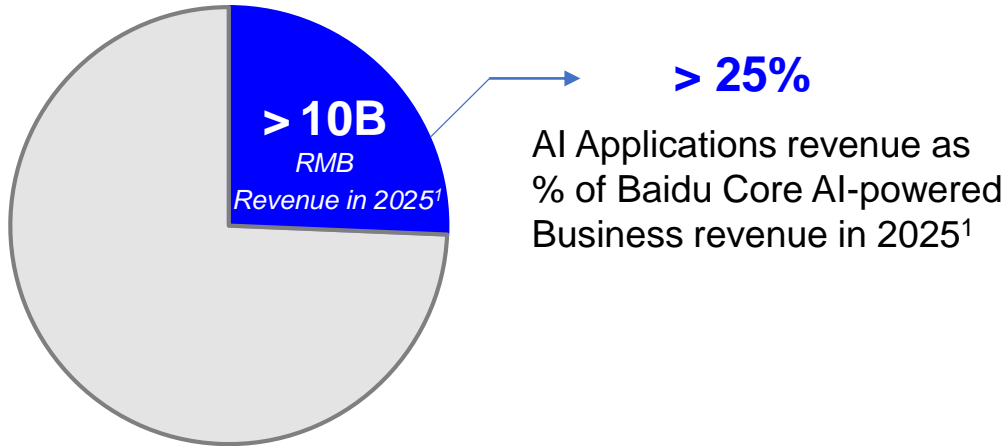 > 10B
RMB
Revenue in 2025¹
> 25%
AI Applications revenue as
% of Baidu Core AI-powered
Business revenue in 2025¹